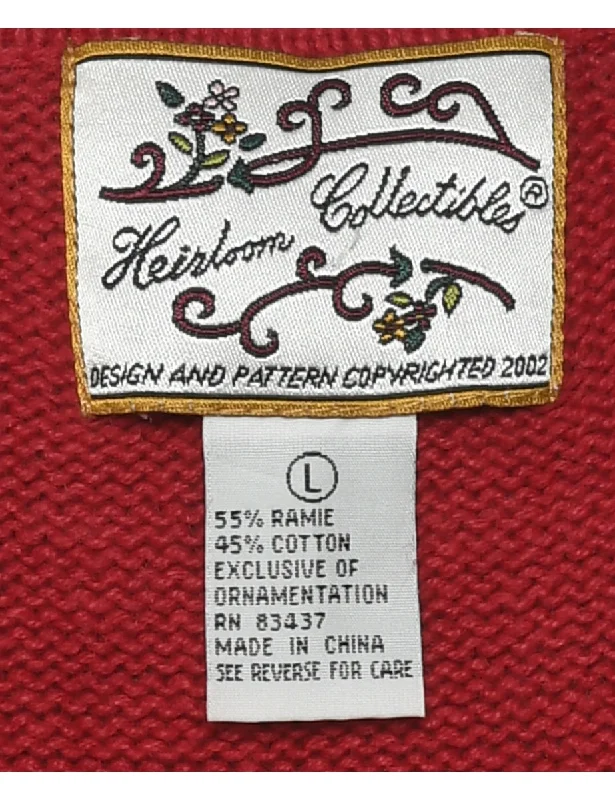 Heirloom Collectibles®
DESIGN AND PATTERN COPYRIGHTED 2002
L
55% RAMIE
45% COTTON
EXCLUSIVE OF
ORNAMENTATION
RN 83437
MADE IN CHINA
SEE REVERSE FOR CARE